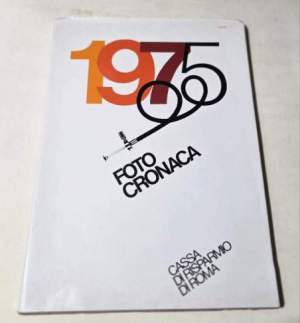 1975
FOTO
CRONACA
CASSA
DI RISPARMIO
DI ROMA